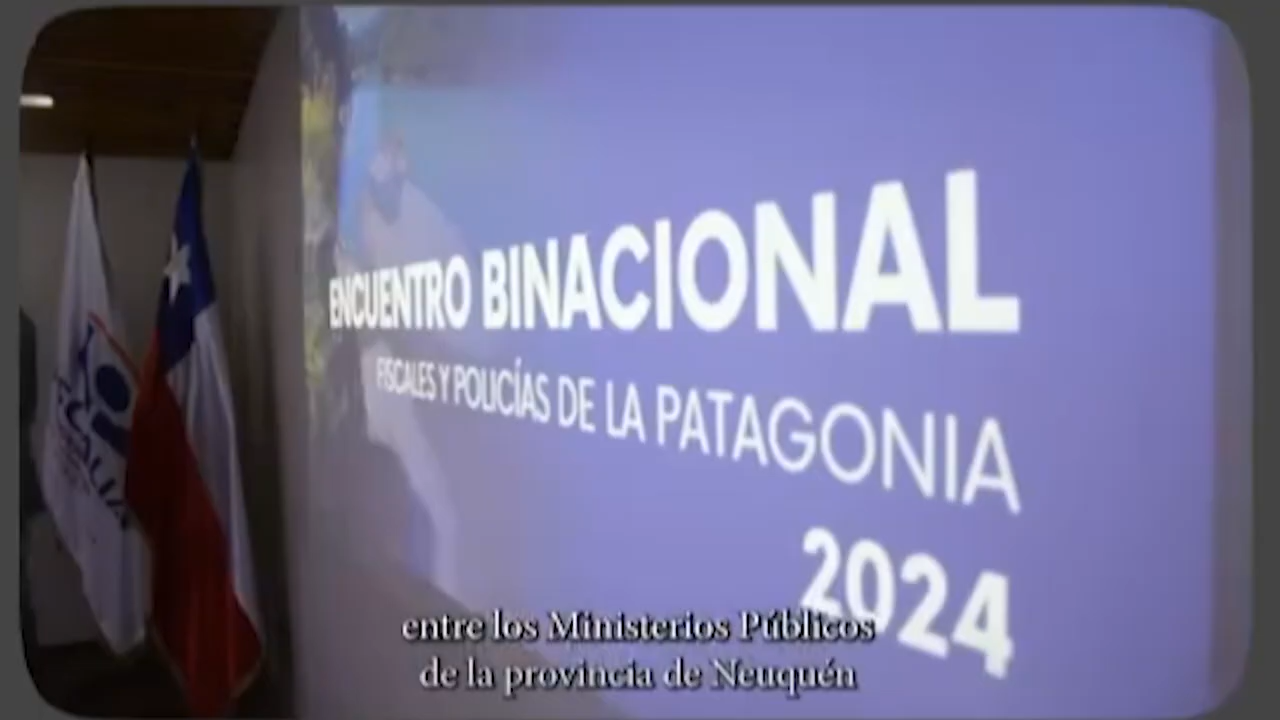 ENCUENTRO BINACIONAL
FISCALES Y POLICÍAS DE LA PATAGONIA
2024
entre los Ministerios Públicos
de la provincia de Neuquén